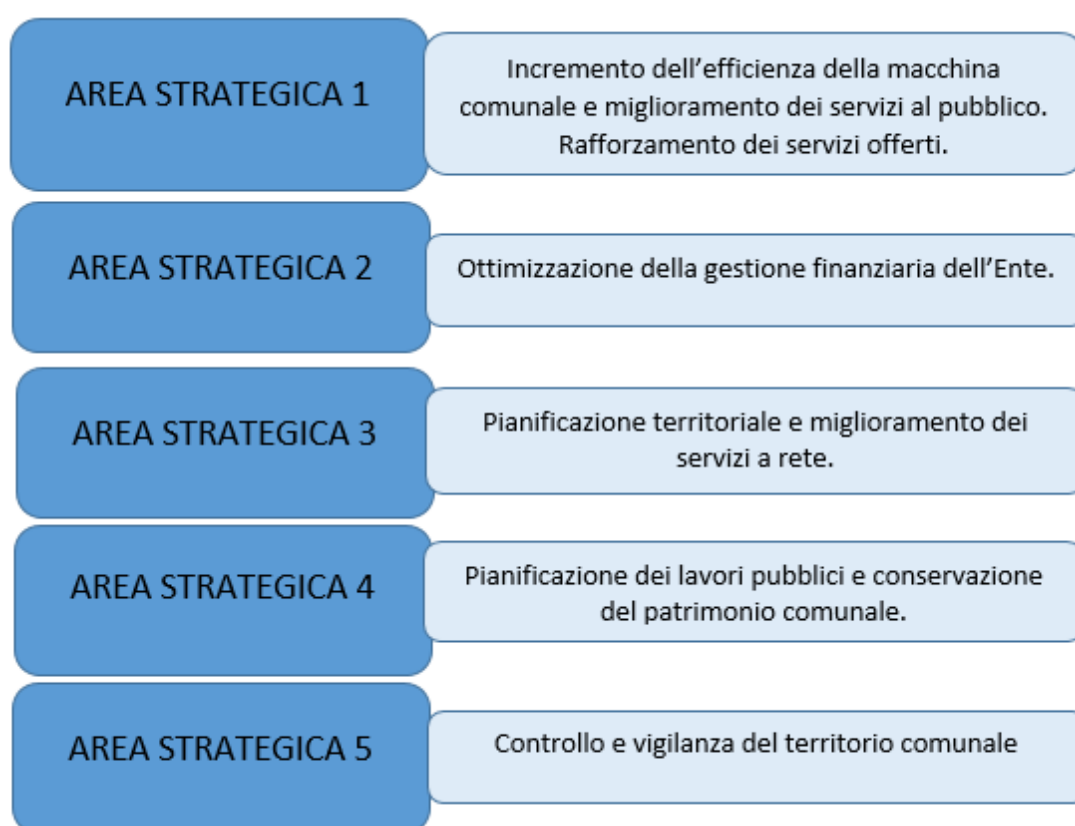 AREA STRATEGICA 1
Incremento dell’efficienza della macchina
comunale e miglioramento dei servizi al pubblico.
Rafforzamento dei servizi offerti.
AREA STRATEGICA 2
Ottimizzazione della gestione finanziaria dell’Ente.
AREA STRATEGICA 3
Pianificazione territoriale e miglioramento dei
servizi a rete.
AREA STRATEGICA 4
Pianificazione dei lavori pubblici e conservazione
del patrimonio comunale.
AREA STRATEGICA 5
Controllo e vigilanza del territorio comunale